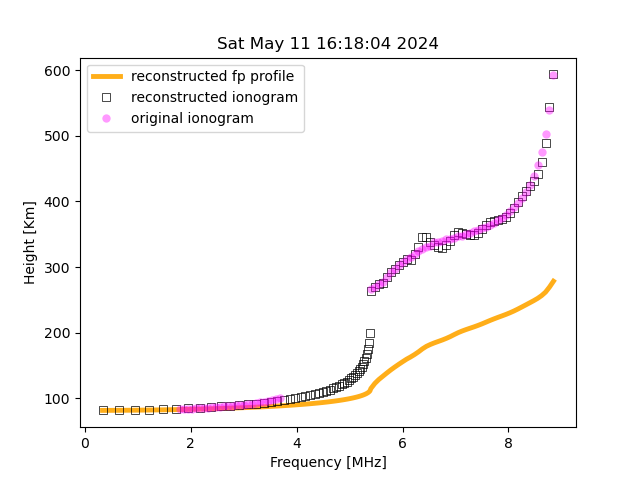 Sat May 11 16:18:04 2024
reconstructed fp profile
reconstructed ionogram
original ionogram
Height [Km]
600
500
400
300
200
100
0 2 4 6 8
Frequency [MHz]